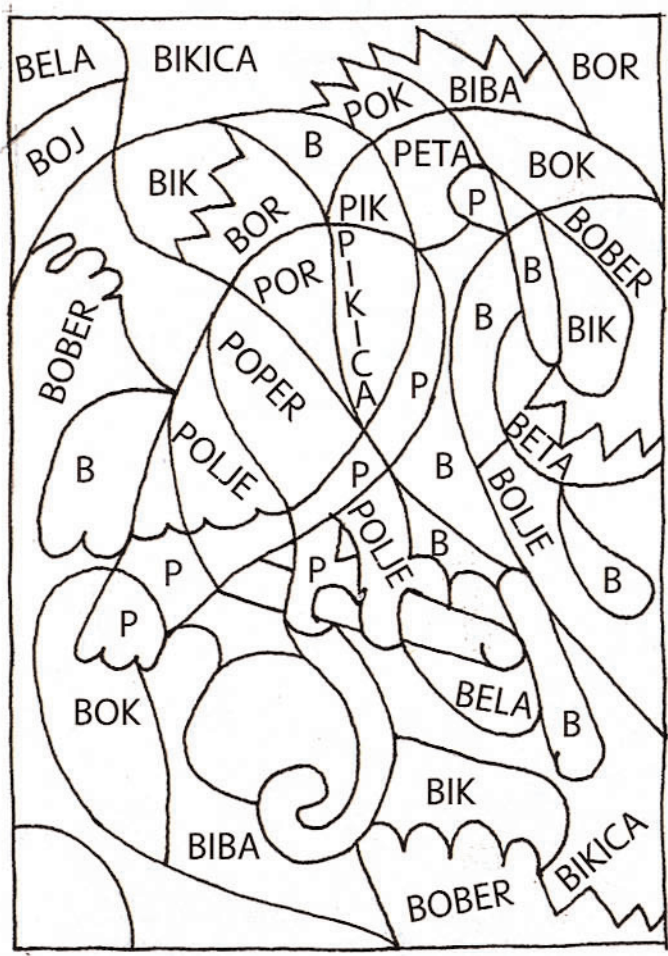 BELA
BIKICA
BOR
BIBA
POK
BOJ
B
PETA
BOK
BIK
P
BOR
PIK
BOBER
PIKICA
B
POR
B
BIK
BOBER
POPER
P
BETA
POLJE
B
P
B
BOLJE
POLJE
B
P
P
B
P
BELA
BOK
B
BIK
BIBA
BIKICA
BOBER